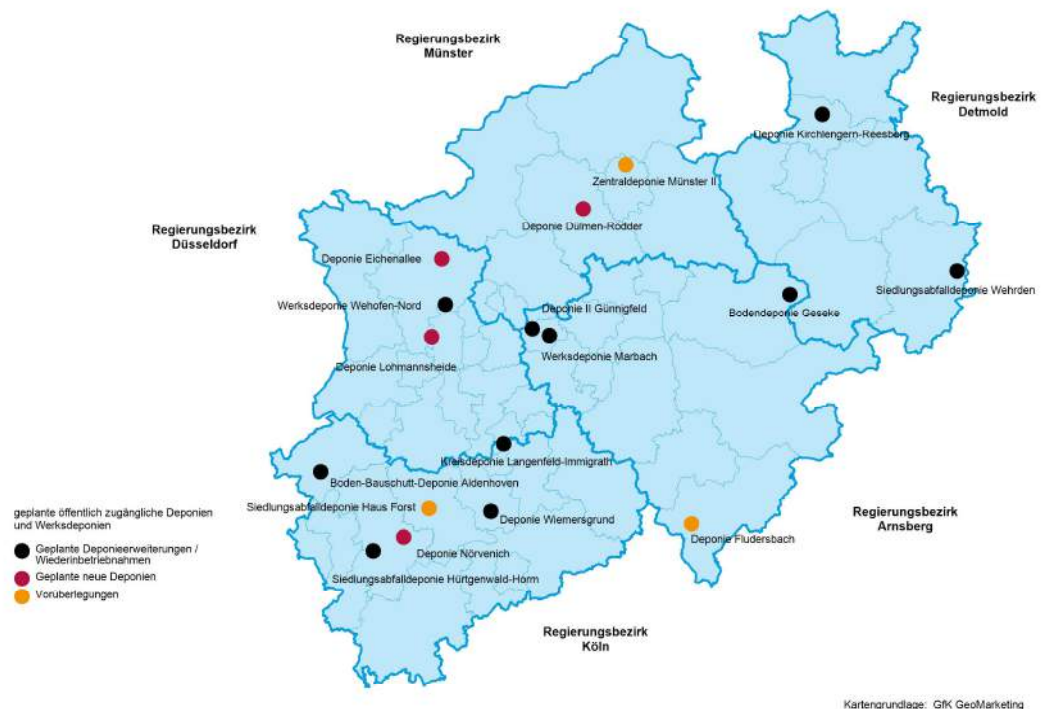 Regierungsbezirk
Münster
Regierungsbezirk
Detmold
Deponie Kirchlengern-Reesberg
Zentraldeponie Münster II
Deponie Dülmen-Rödder
Regierungsbezirk
Düsseldorf
Deponie Eichenallee
Siedlungsabfalldeponie Wehrden
Werksdeponie Wehofen-Nord
Deponie II Günnigfeld
Bodendeponie Geseke
Werksdeponie Marbach
Deponie Lohmannsheide
Kreisdeponie Langenfeld-Immigrath
Boden-Bauschutt-Deponie Aldenhoven
Siedlungsabfalldeponie Haus Forst
Deponie Wiemersgrund
Regierungsbezirk
Arnsberg
Deponie Fludersbach
Deponie Nörvenich
Siedlungsabfalldeponie Hürtgenwald-Horm
geplante öffentlich zugängliche Deponien
und Werksdeponien
Geplante Deponieerweiterungen /
Wiederinbetriebnahmen
Geplante neue Deponien
Vorüberlegungen
Regierungsbezirk
Köln
Kartengrundlage: GfK GeoMarketing